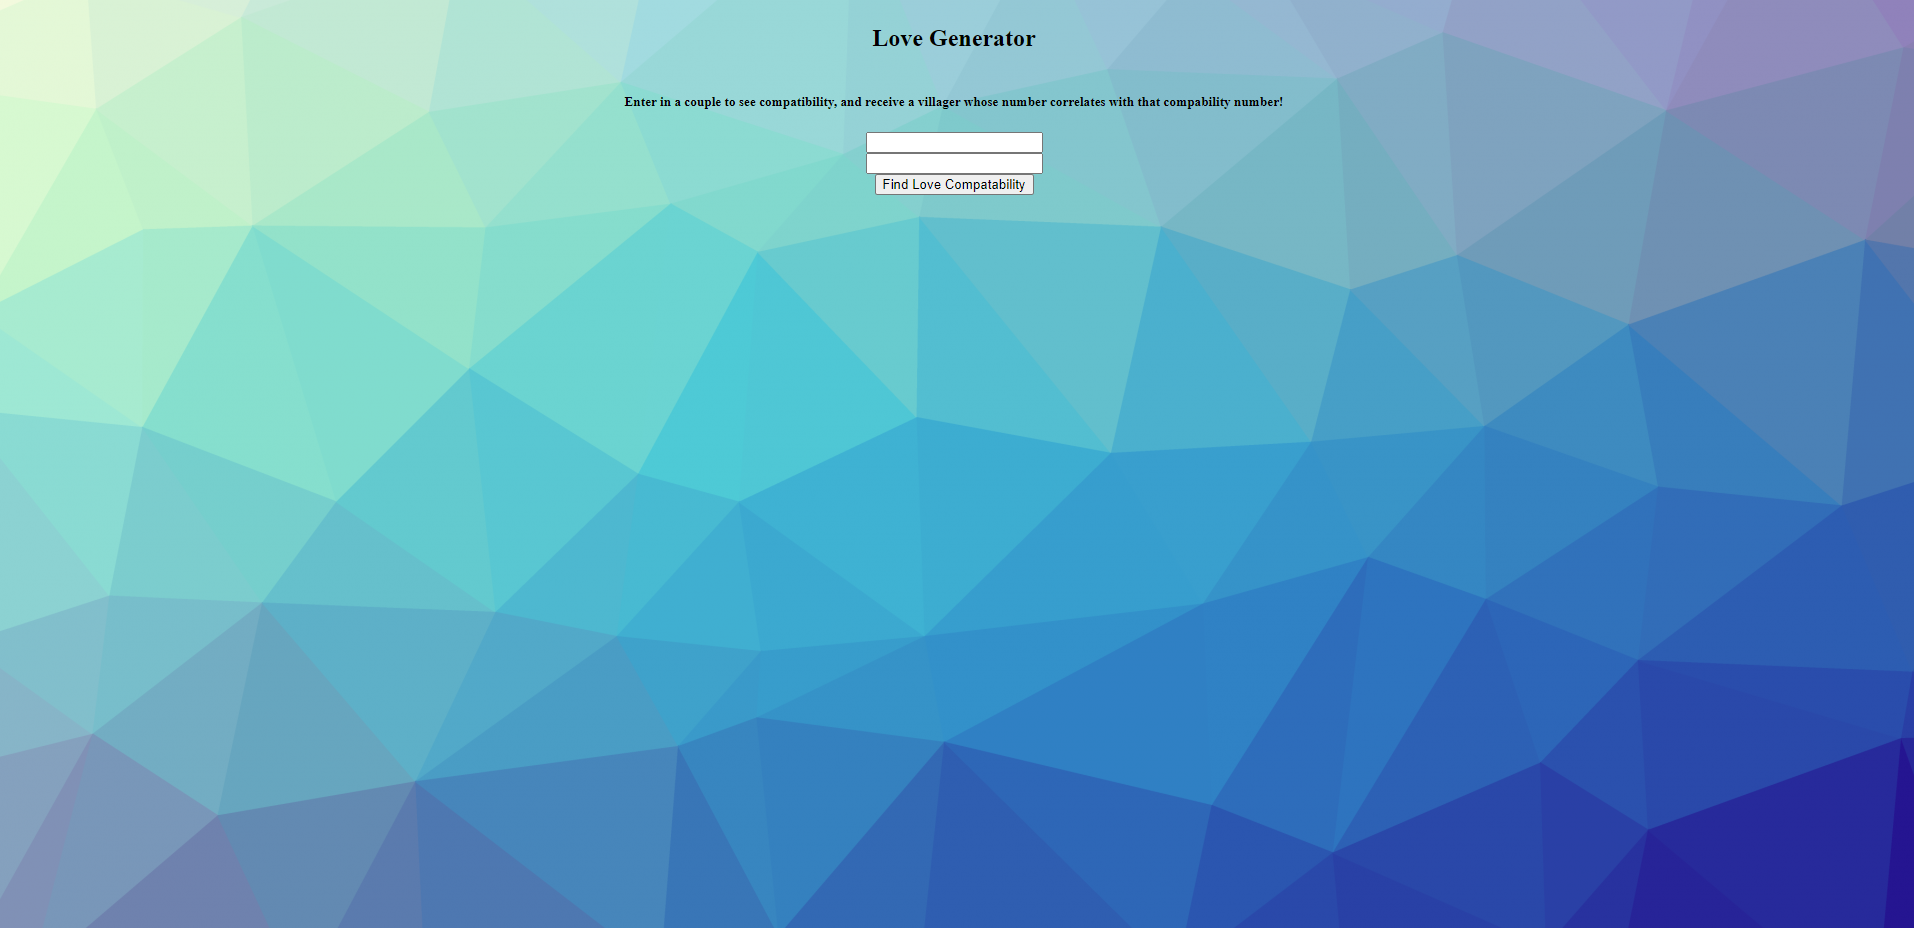 Love Generator
Enter in a couple to see compatibility, and receive a villager whose number correlates with that compability number!
Find Love Compatability